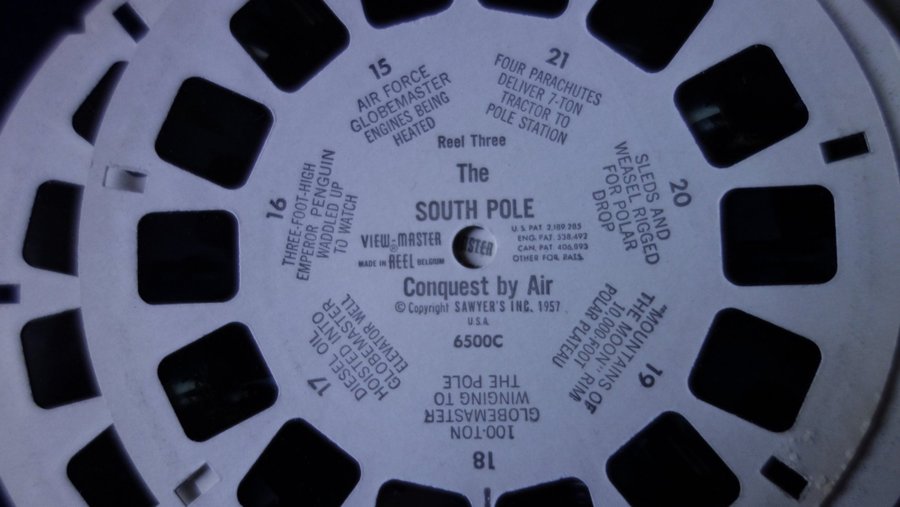 Reel Three
The
SOUTH POLE
VIEW-MASTER
®
MADE IN REEL BELGIUM
STER
U.S. PAT. 2,189,285
ENG. PAT. 538,492
CAN. PAT. 406,893
OTHER FOR. PATS.
Conquest by Air
© Copyright SAWYER'S INC. 1957
U.S.A.
6500C
15
AIR FORCE
GLOBEMASTER
ENGINES BEING
HEATED
16
THREE-FOOT-HIGH
EMPEROR PENGUIN
WADDLED UP
TO WATCH
17
DIESEL OIL
HOISTED INTO
GLOBEMASTER
ELEVATOR WELL
18
100-TON
GLOBEMASTER
WINGING TO
THE POLE
19
"MOUNTAINS OF
THE MOON" RIM
10,000-FOOT
POLAR PLATEAU
20
SLEDS AND
WEASEL RIGGED
FOR POLAR
DROP
21
FOUR PARACHUTES
DELIVER 7-TON
TRACTOR TO
POLE STATION